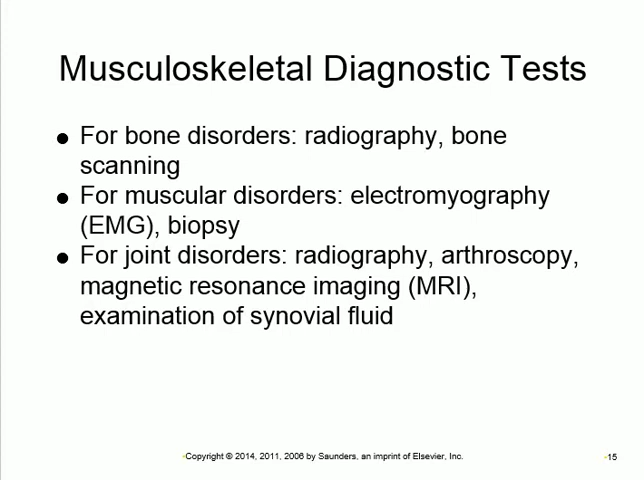 Musculoskeletal Diagnostic Tests
● For bone disorders: radiography, bone
scanning
● For muscular disorders: electromyography
(EMG), biopsy
● For joint disorders: radiography, arthroscopy,
magnetic resonance imaging (MRI),
examination of synovial fluid
Copyright © 2014, 2011, 2006 by Saunders, an imprint of Elsevier, Inc.
15